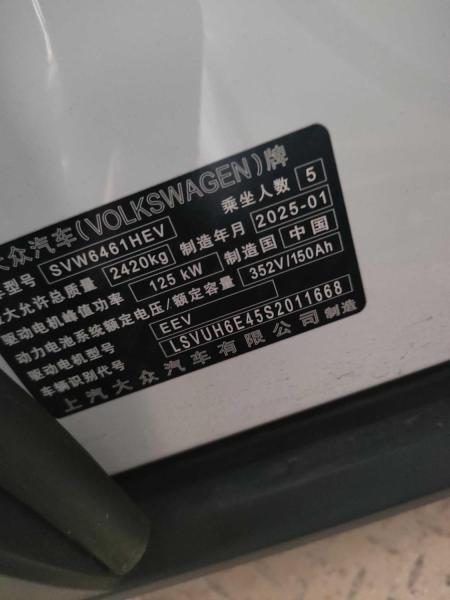 大众汽车(VOLKSWAGEN)牌
车型号 SVW6461HEV 乘坐人数 5
大允许总质量 2420kg 制造年月 2025-01
驱动电机峰值功率 125 kW 制造国 中国
动力电池系统额定电压/额定容量 352V/150Ah
驱动电机型号 EEV
车辆识别代号 LSVUH6E45S2011668
上汽大众汽车有限公司 制造